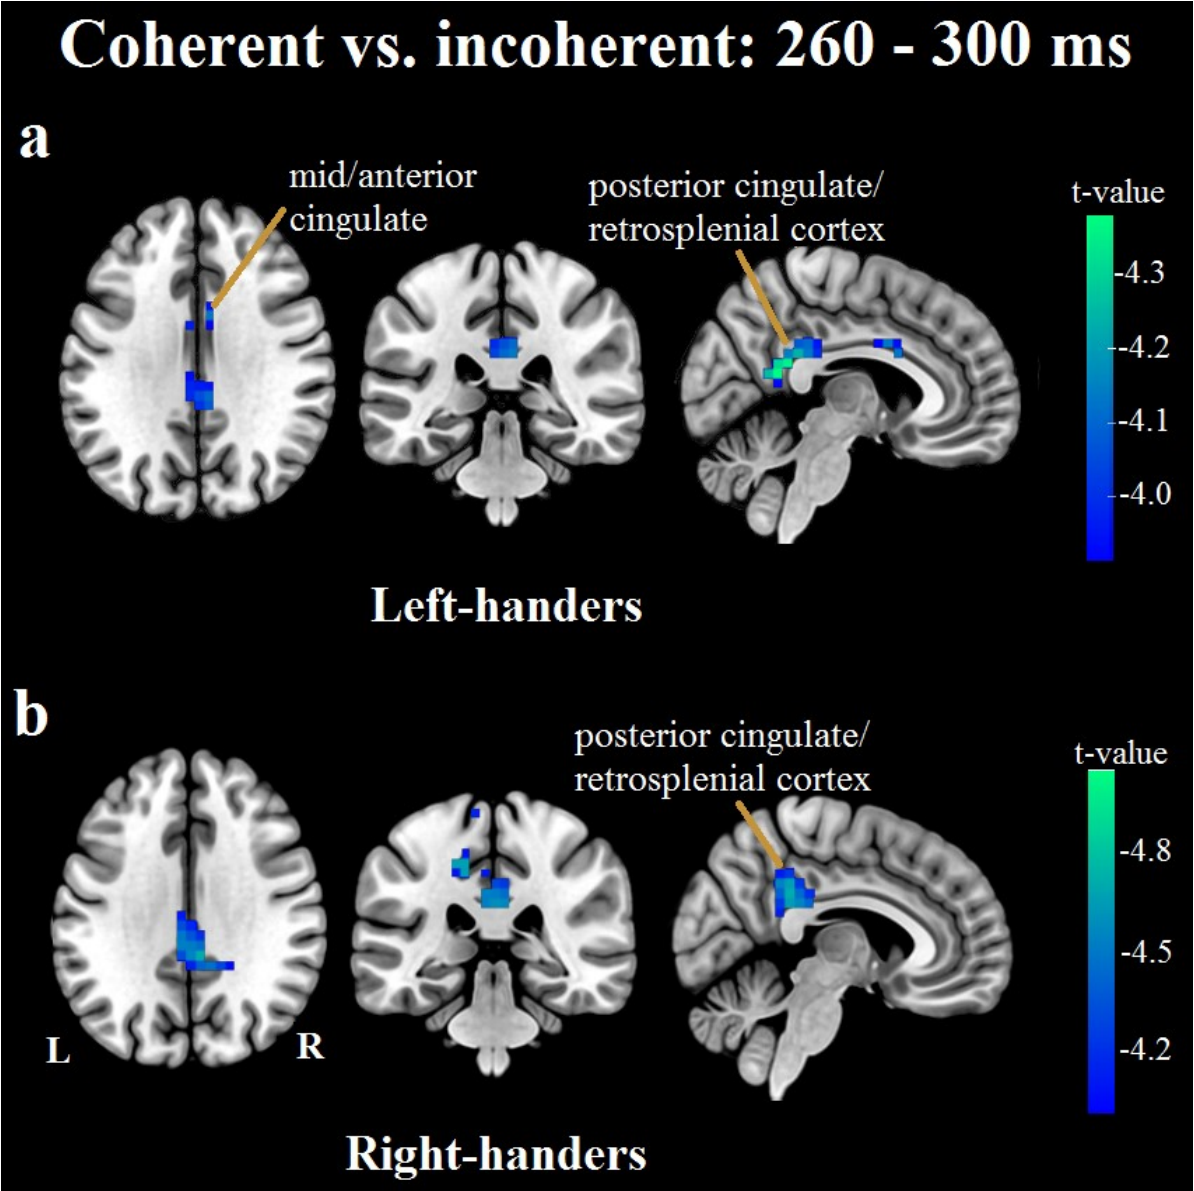 Coherent vs. incoherent: 260 - 300 ms
a
mid/anterior
cingulate
posterior cingulate/
retrosplenial cortex
t-value
-4.3
-4.2
-4.1
-4.0
Left-handers
b
posterior cingulate/
retrosplenial cortex
t-value
-4.8
-4.5
-4.2
L
R
Right-handers